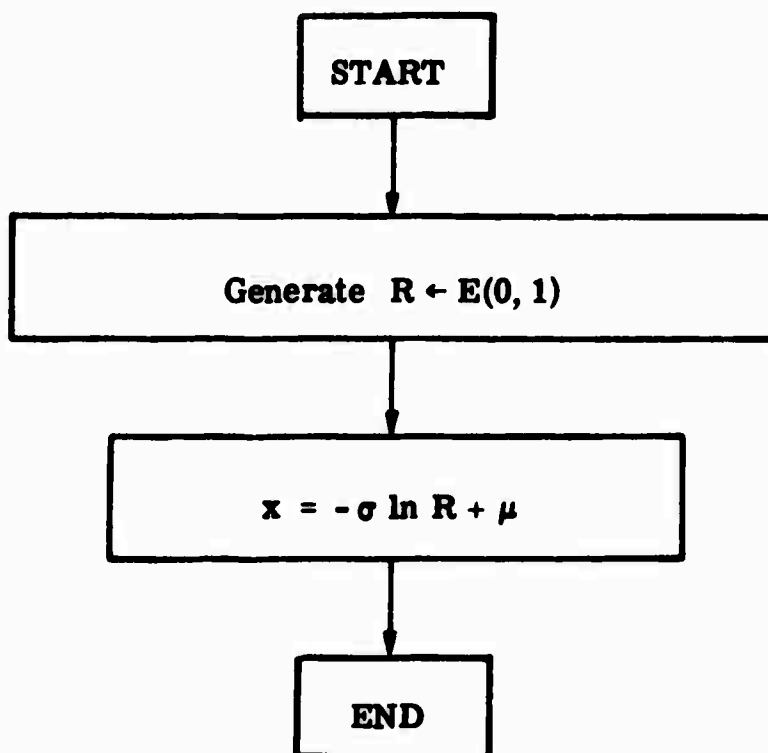 START
Generate R ← E(0, 1)
x = -σ ln R + μ
END